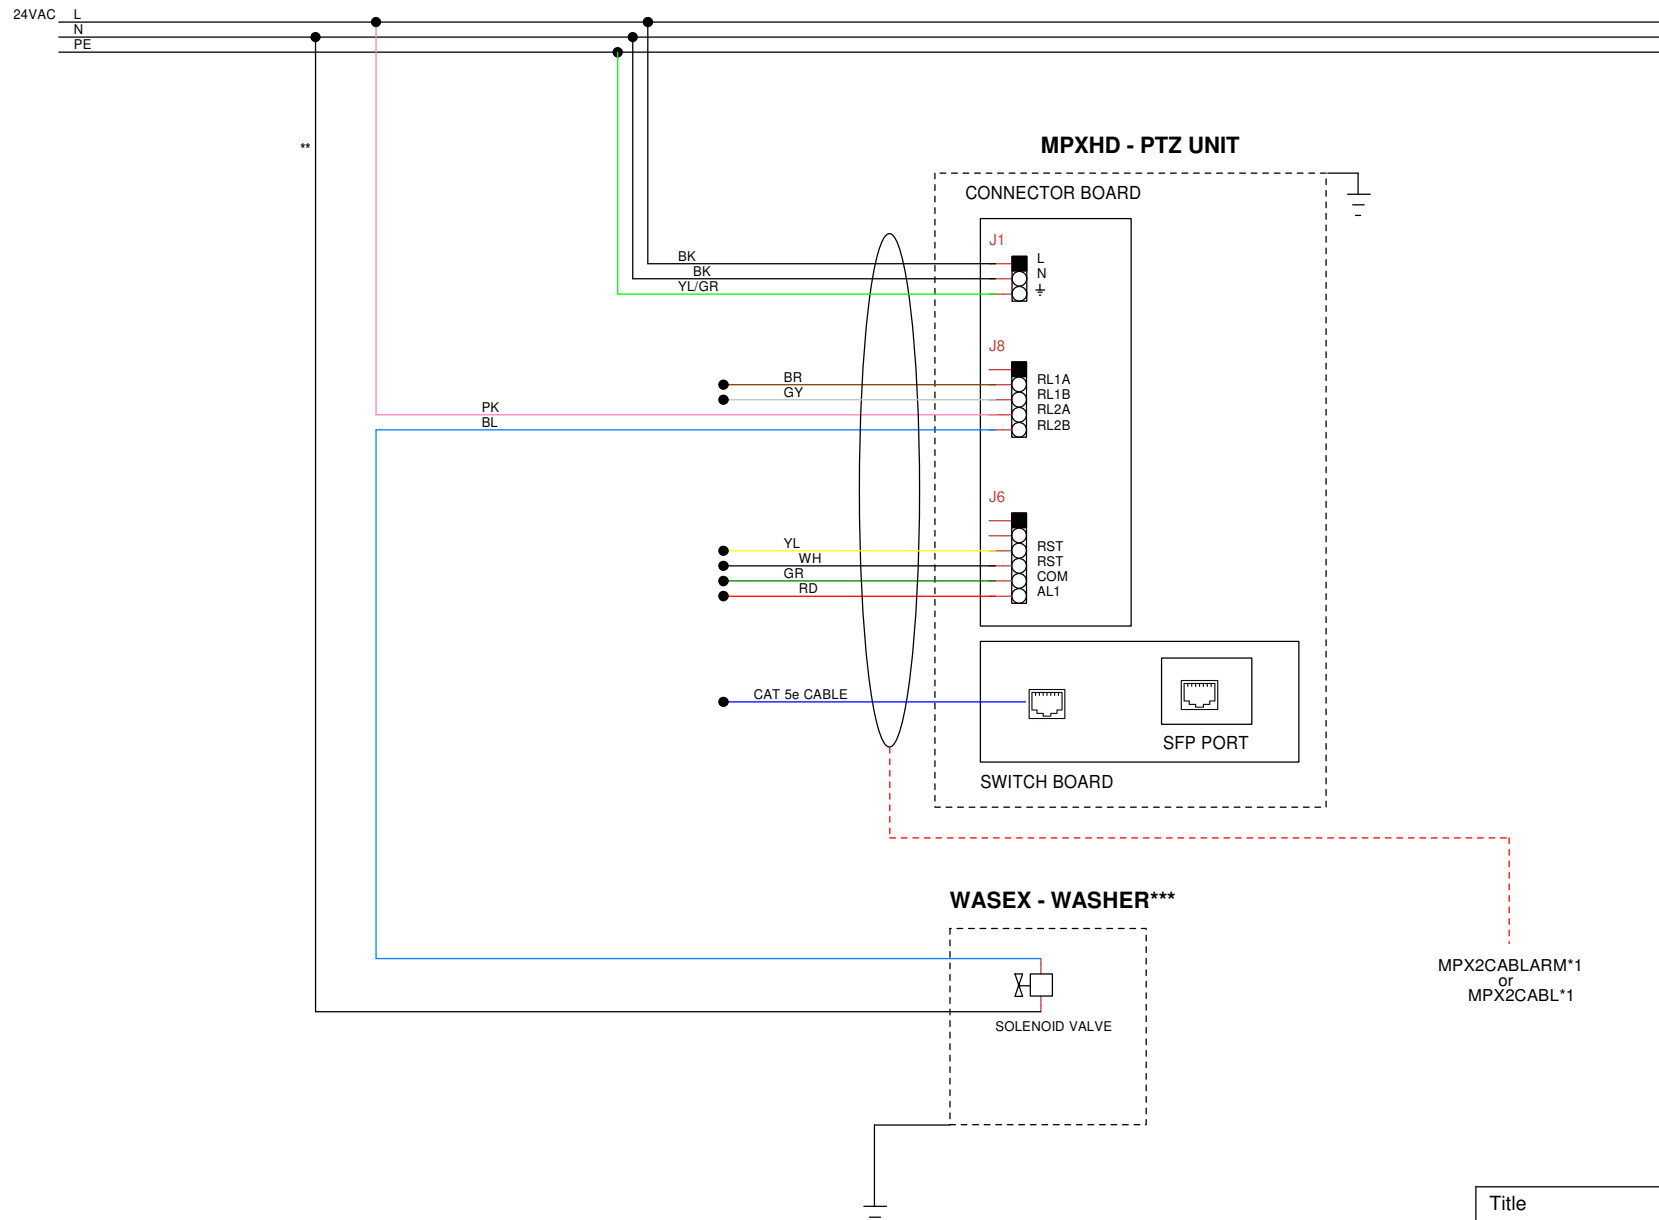 24VAC L
N
PE
**
MPXHD - PTZ UNIT
CONNECTOR BOARD
J1
BK L
BK N
YL/GR
J8
BR RL1A
GY RL1B
PK RL2A
BL RL2B
J6
YL RST
WH RST
GR COM
RD AL1
CAT 5e CABLE
SFP PORT
SWITCH BOARD
WASEX - WASHER***
SOLENOID VALVE
MPX2CABLARM*1
or
MPX2CABL*1
Title